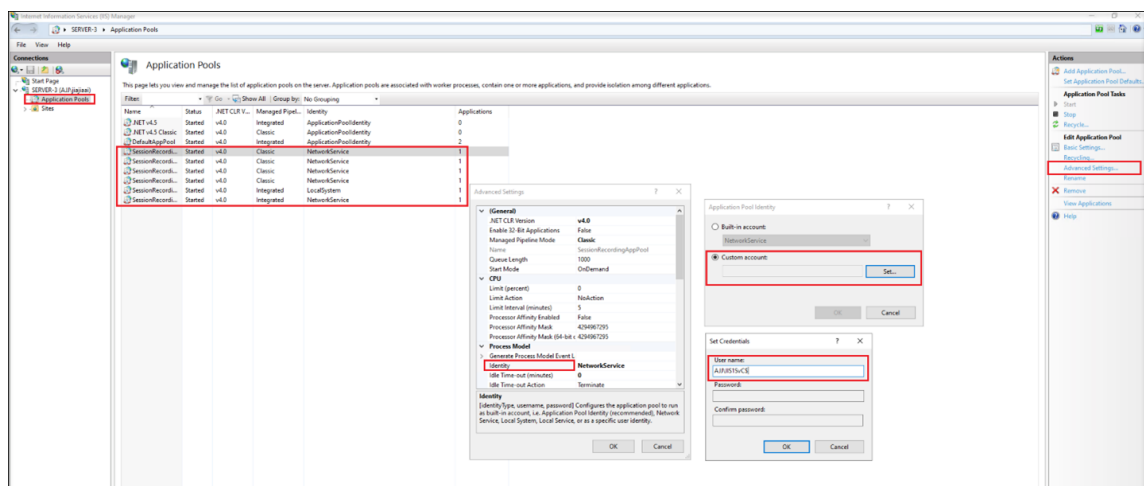 Internet Information Services (IIS) Manager
SERVER-3 Application Pools
File View Help
Connections
Start Page
Application Pools
Sites
Application Pools
This page lets you view and manage the list of application pools on the server. Application pools are associated with worker processes, contain one or more applications, and provide isolation among different applications.
Filter: Go Show All Group by: No Grouping
Name Status .NET CLR V... Managed Pipel... Identity Applications
.NET v4.5 Started v4.0 Integrated ApplicationPoolIdentity 0
.NET v4.5 Classic Started v4.0 Classic ApplicationPoolIdentity 0
DefaultAppPool Started v4.0 Integrated ApplicationPoolIdentity 2
SessionRecordi... Started v4.0 Classic NetworkService 1
SessionRecordi... Started v4.0 Classic NetworkService 1
SessionRecordi... Started v4.0 Classic NetworkService 1
SessionRecordi... Started v4.0 Classic NetworkService 1
SessionRecordi... Started v4.0 Integrated LocalSystem 1
SessionRecordi... Started v4.0 Integrated NetworkService 1
Advanced Settings ?
(General)
.NET CLR Version v4.0
Enable 32-Bit Applications False
Managed Pipeline Mode Classic
Name SessionRecordingAppPool
Queue Length 1000
Start Mode OnDemand
CPU
Limit (percent) 0
Limit Action NoAction
Limit Interval (minutes) 5
Processor Affinity Enabled False
Processor Affinity Mask 4294967295
Processor Affinity Mask (64-bit c 4294967295
Process Model
Generate Process Model Event L
Identity NetworkService
Idle Time-out (minutes) 0
Idle Time-out Action Terminate
Identity
[identityType, username, password] Configures the application pool to run
as built-in account, i.e. Application Pool Identity (recommended), Network
Service, Local System, Local Service, or as a specific user identity.
OK Cancel
Application Pool Identity ?
Built-in account:
NetworkService
Custom account:
Set...
OK Cancel
Set Credentials ?
User name:
Password:
Confirm password:
OK Cancel
Actions
Add Application Pool...
Set Application Pool Defaults...
Application Pool Tasks
Start
Stop
Recycle...
Edit Application Pool
Basic Settings...
Recycling...
Advanced Settings...
Rename
Remove
View Applications
Help